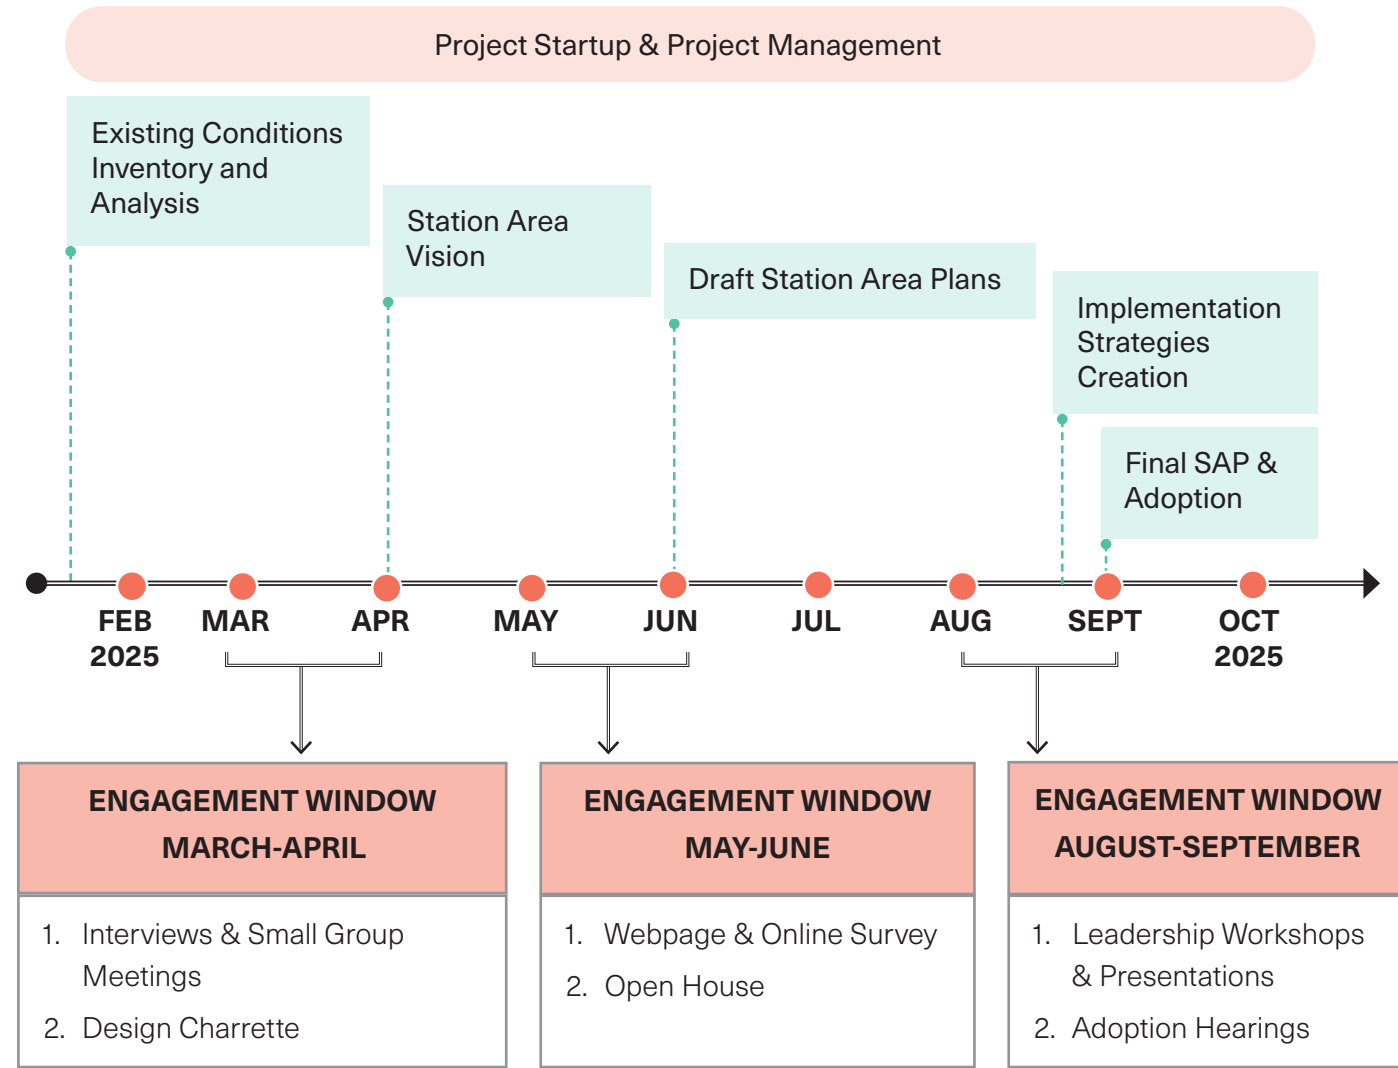 Project Startup & Project Management
Existing Conditions
Inventory and
Analysis
Station Area
Vision
Draft Station Area Plans
Implementation
Strategies
Creation
Final SAP &
Adoption
FEB
2025
MAR
APR
MAY
JUN
JUL
AUG
SEPT
OCT
2025
ENGAGEMENT WINDOW
MARCH-APRIL
1. Interviews & Small Group
Meetings
2. Design Charrette
ENGAGEMENT WINDOW
MAY-JUNE
1. Webpage & Online Survey
2. Open House
ENGAGEMENT WINDOW
AUGUST-SEPTEMBER
1. Leadership Workshops
& Presentations
2. Adoption Hearings